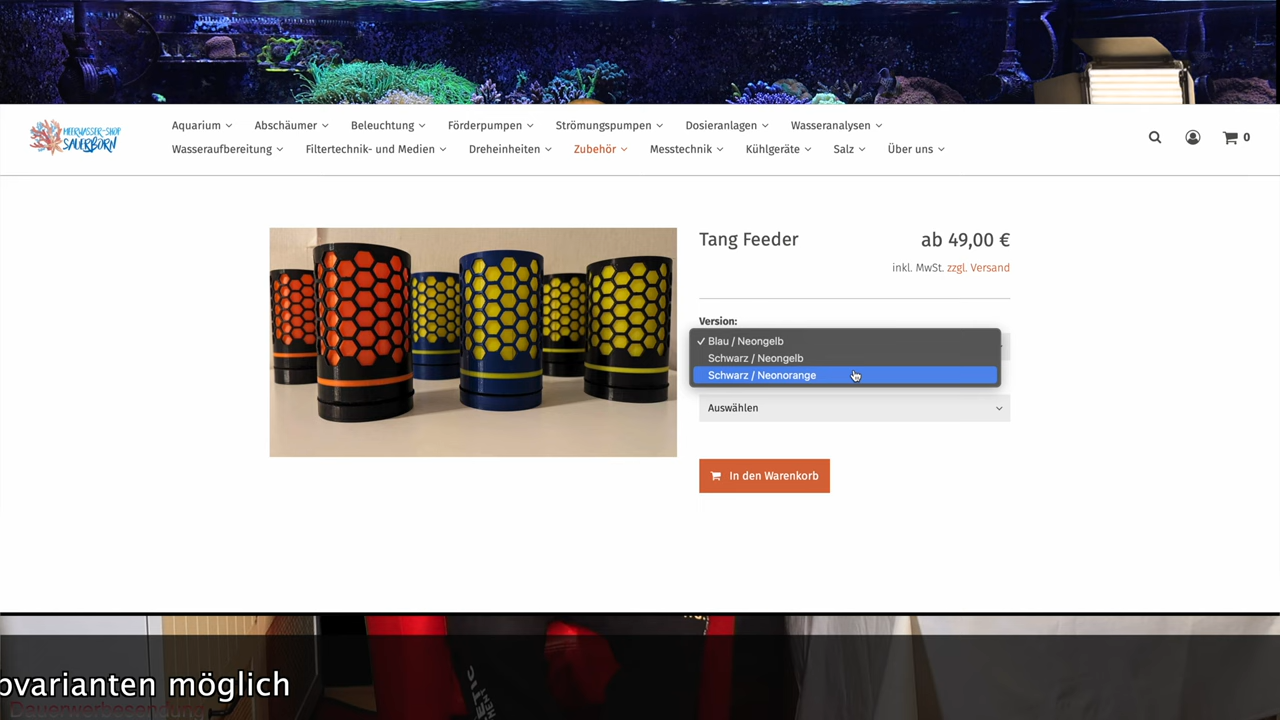 MEERWASSER-SHOP
SAUERBORN
Aquarium Abschäumer Beleuchtung Förderpumpen Strömungspumpen Dosieranlagen Wasseranalysen
Wasseraufbereitung Filtertechnik- und Medien Dreheinheiten Zubehör Messtechnik Kühlgeräte Salz Über uns
0
Tang Feeder
ab 49,00 €
inkl. MwSt. zzgl. Versand
Version:
✓ Blau / Neongelb
Schwarz / Neongelb
Schwarz / Neonorange
Auswählen
In den Warenkorb
varianten möglich
Dauerwerbesendung